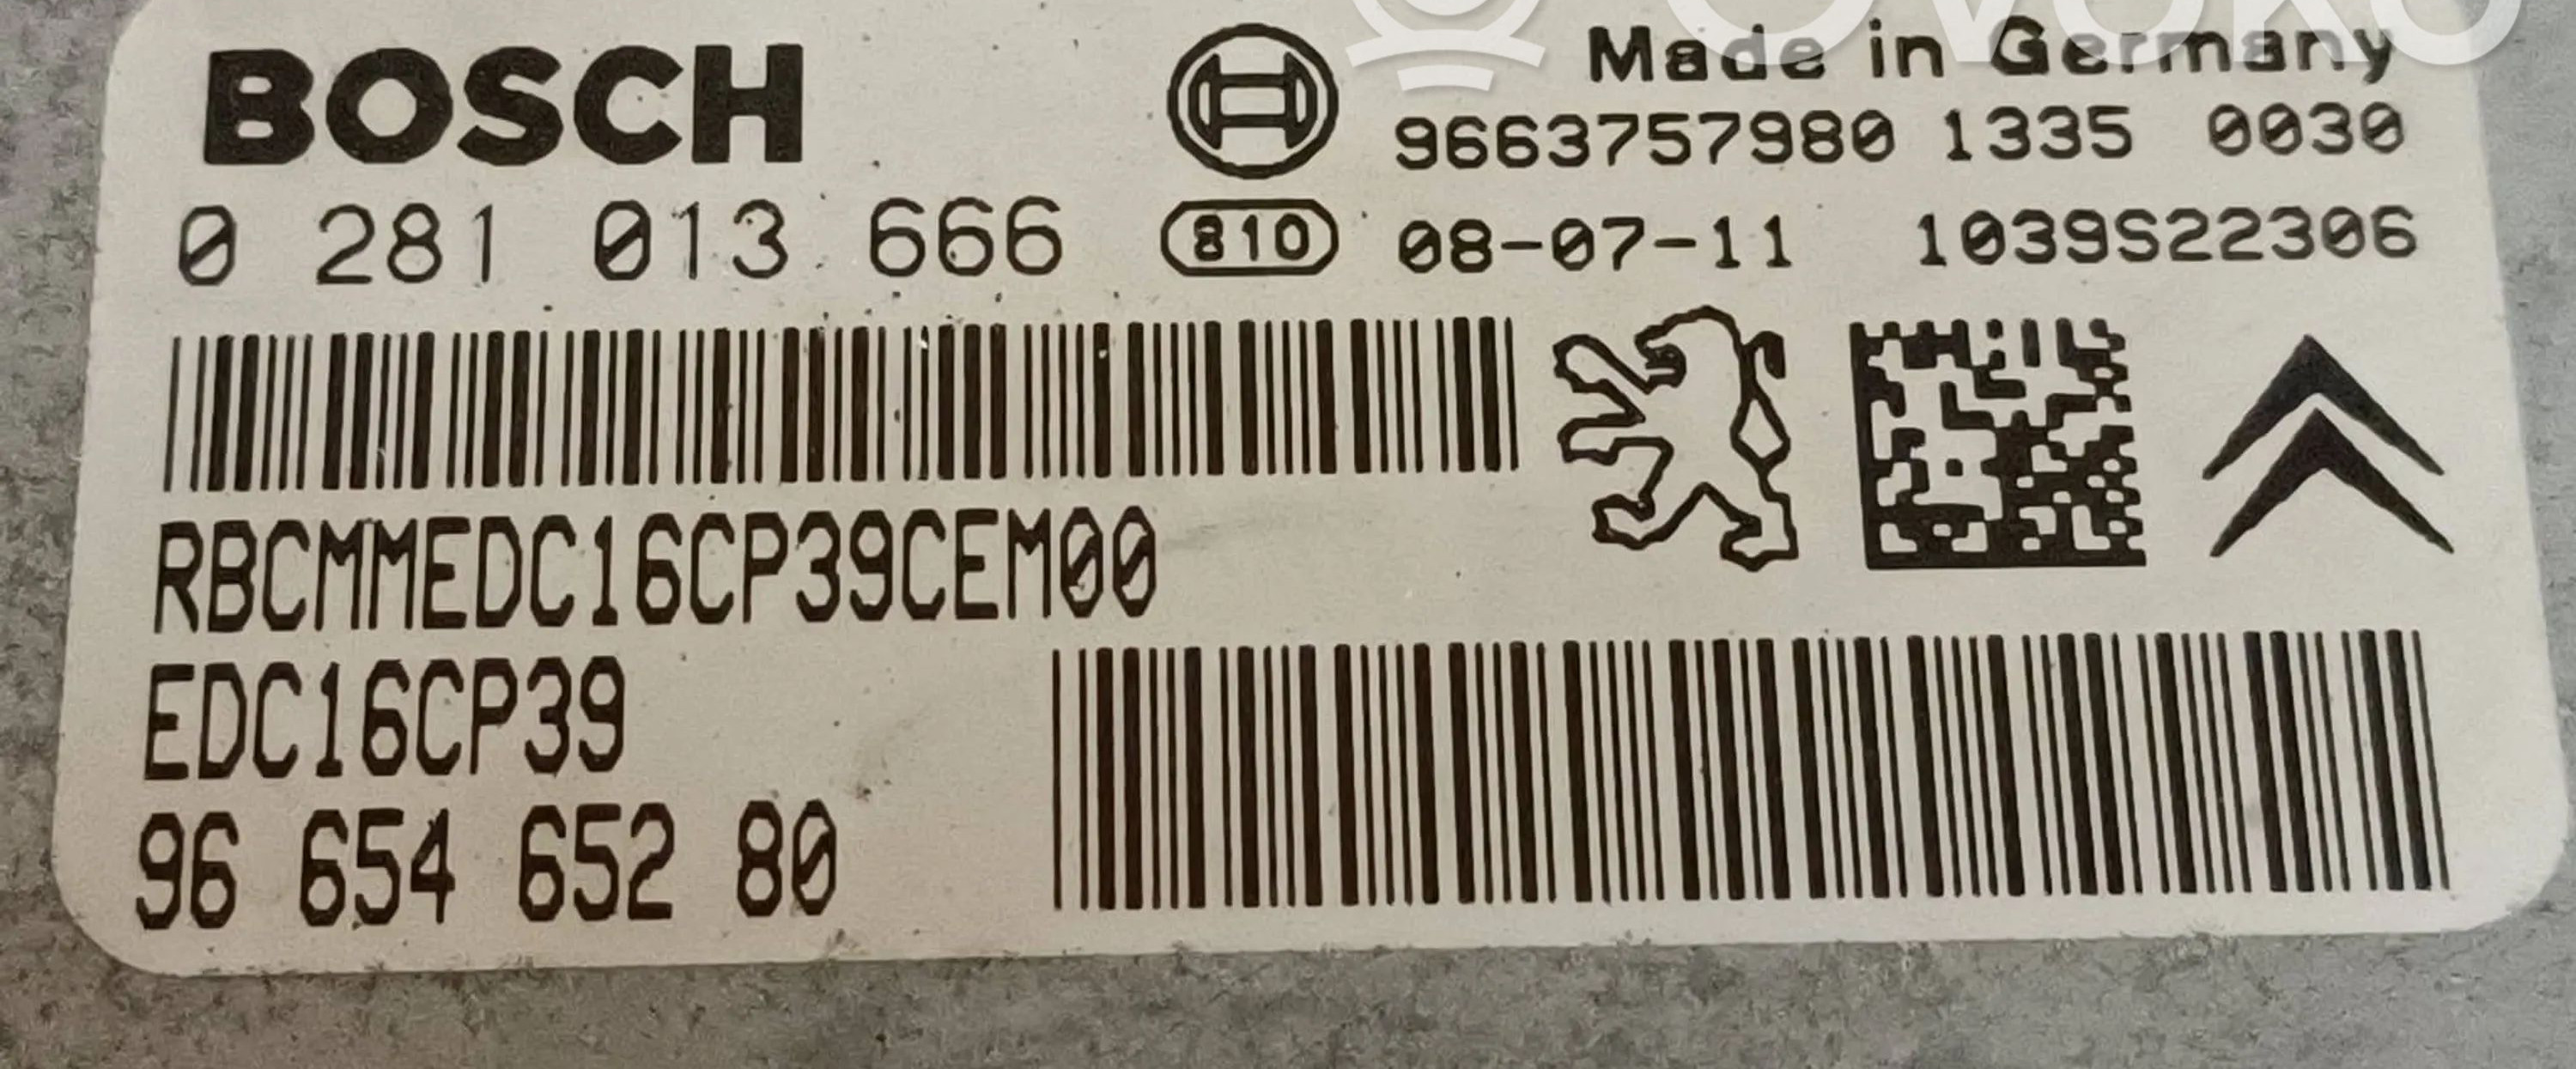 OVOKO
BOSCH
Made in Germany
9663757980 1335 0030
0 281 013 666
810
08-07-11 1039S22306
RBCMMEDC16CP39CEM00
EDC16CP39
96 654 652 80